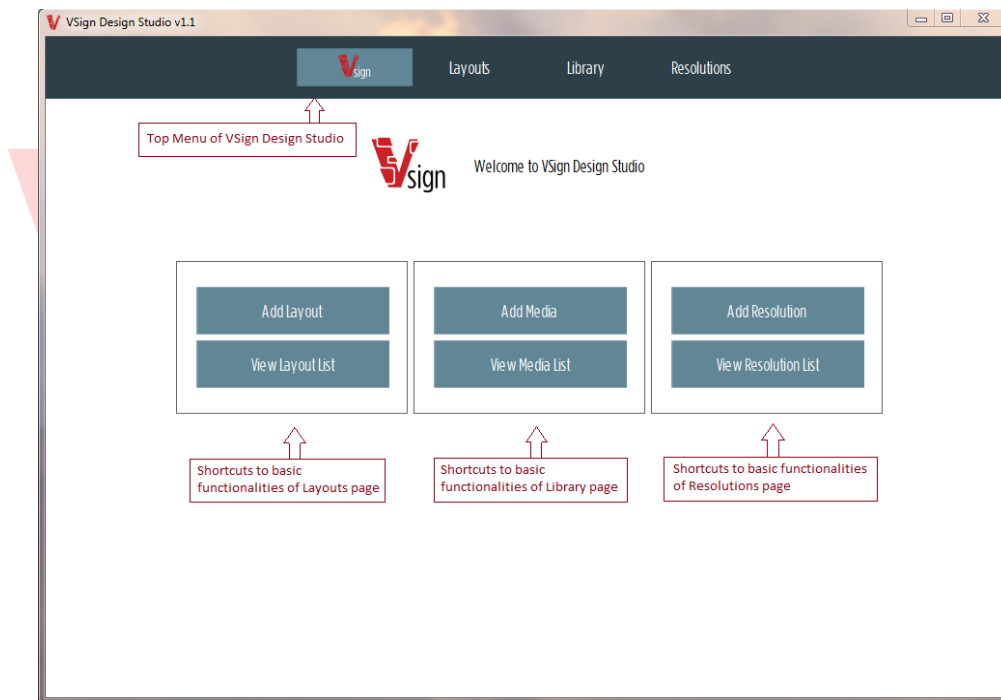 VSign Design Studio v1.1
Vsign Layouts Library Resolutions
Top Menu of VSign Design Studio
Vsign Welcome to VSign Design Studio
Add Layout Add Media Add Resolution
View Layout List View Media List View Resolution List
Shortcuts to basic
functionalities of Layouts page
Shortcuts to basic
functionalities of Library page
Shortcuts to basic functionalities
of Resolutions page